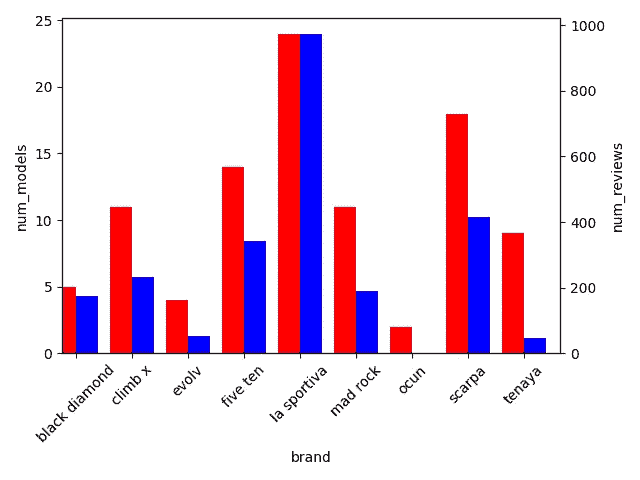 25
20
15
10
5
0
num_models
1000
800
600
400
200
0
num_reviews
black diamond
climb x
evolv
five ten
la sportiva
mad rock
ocun
scarpa
tenaya
brand